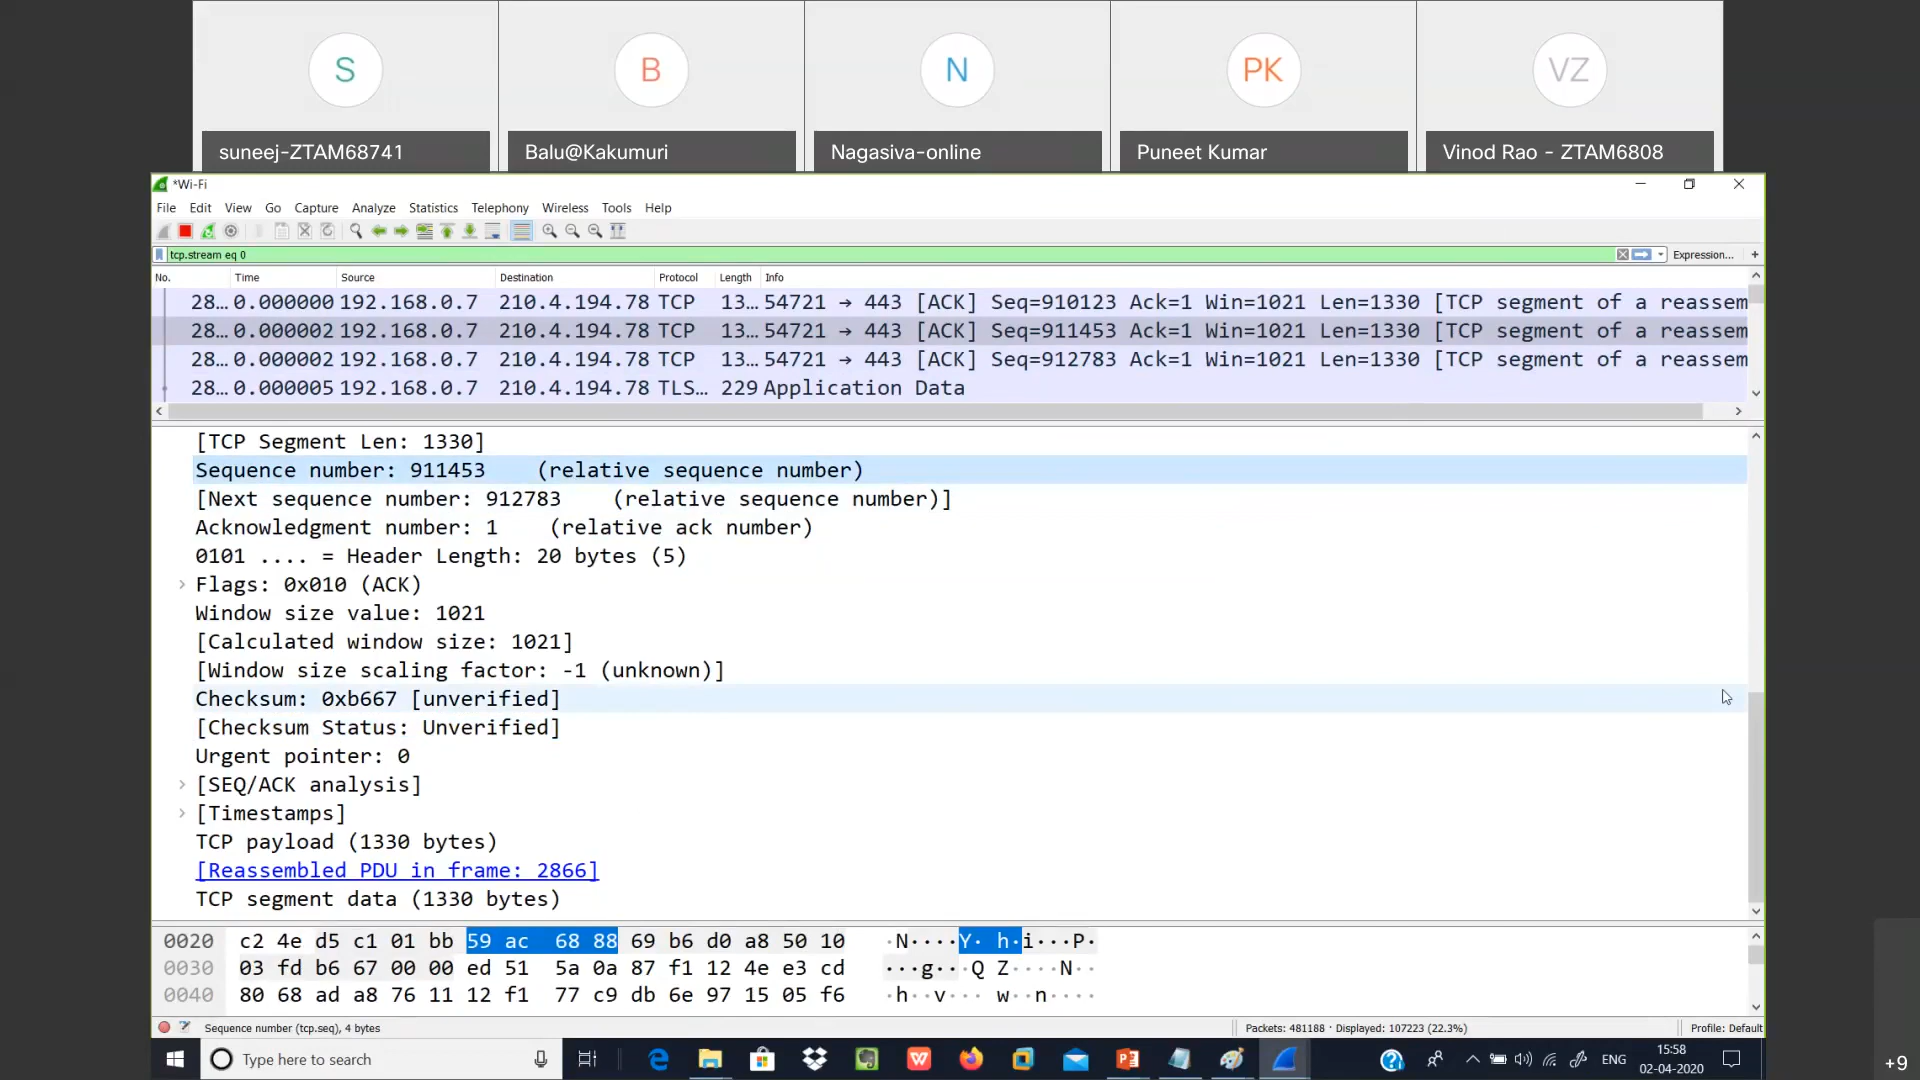 S B N PK VZ
suneej-ZTAM68741 Balu@Kakumuri Nagasiva-online Puneet Kumar Vinod Rao - ZTAM6808
*Wi-Fi
File Edit View Go Capture Analyze Statistics Telephony Wireless Tools Help
tcp.stream eq 0 Expression... +
No. Time Source Destination Protocol Length Info
28... 0.000000 192.168.0.7 210.4.194.78 TCP 13... 54721 → 443 [ACK] Seq=910123 Ack=1 Win=1021 Len=1330 [TCP segment of a reassem
28... 0.000002 192.168.0.7 210.4.194.78 TCP 13... 54721 → 443 [ACK] Seq=911453 Ack=1 Win=1021 Len=1330 [TCP segment of a reassem
28... 0.000002 192.168.0.7 210.4.194.78 TCP 13... 54721 → 443 [ACK] Seq=912783 Ack=1 Win=1021 Len=1330 [TCP segment of a reassem
28... 0.000005 192.168.0.7 210.4.194.78 TLS... 229 Application Data
[TCP Segment Len: 1330]
Sequence number: 911453 (relative sequence number)
[Next sequence number: 912783 (relative sequence number)]
Acknowledgment number: 1 (relative ack number)
0101 .... = Header Length: 20 bytes (5)
Flags: 0x010 (ACK)
Window size value: 1021
[Calculated window size: 1021]
[Window size scaling factor: -1 (unknown)]
Checksum: 0xb667 [unverified]
[Checksum Status: Unverified]
Urgent pointer: 0
[SEQ/ACK analysis]
[Timestamps]
TCP payload (1330 bytes)
[Reassembled PDU in frame: 2866]
TCP segment data (1330 bytes)
0020 c2 4e d5 c1 01 bb 59 ac 68 88 69 b6 d0 a8 50 10 ·N····Y· h·i···P·
0030 03 fd b6 67 00 00 ed 51 5a 0a 87 f1 12 4e e3 cd ···g···Q Z····N··
0040 80 68 ad a8 76 11 12 f1 77 c9 db 6e 97 15 05 f6 ·h··v··· w··n····
Sequence number (tcp.seq), 4 bytes Packets: 481188 · Displayed: 107223 (22.3%) Profile: Default
Type here to search ENG 15:58
02-04-2020
+9